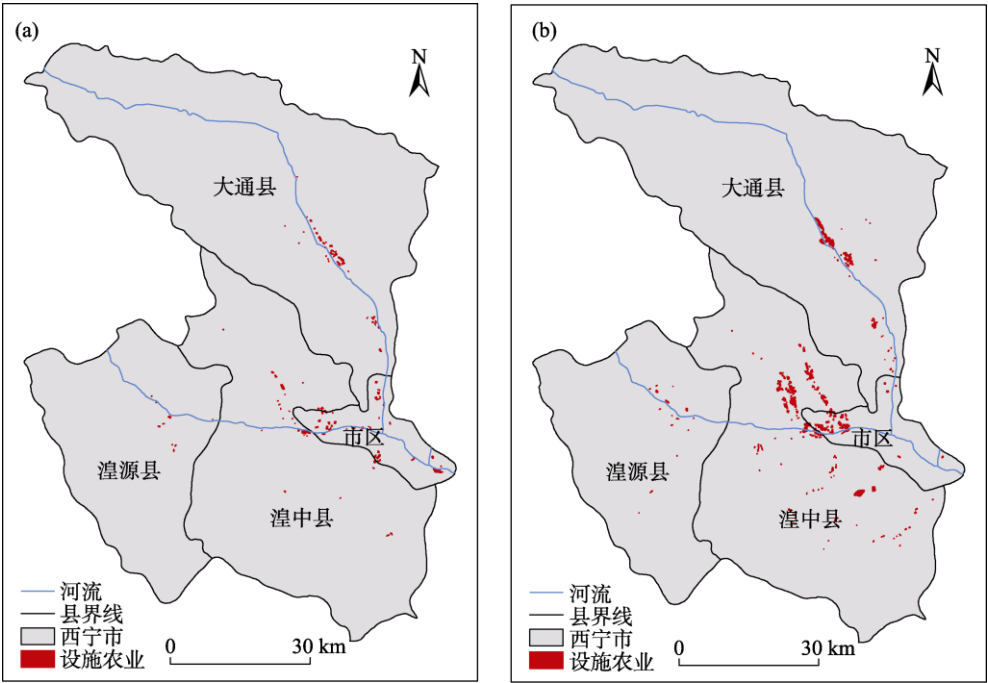 (a)
N
大通县
市区
湟源县
湟中县
河流
县界线
西宁市
设施农业
0 30 km
(b)
N
大通县
市区
湟源县
湟中县
河流
县界线
西宁市
设施农业
0 30 km